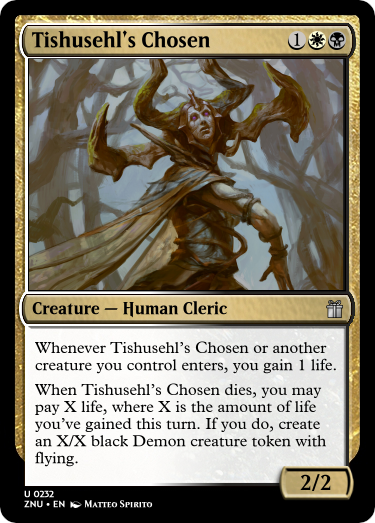 Tishusehl's Chosen 1
Creature — Human Cleric
Whenever Tishusehl's Chosen or another
creature you control enters, you gain 1 life.
When Tishusehl's Chosen dies, you may
pay X life, where X is the amount of life
you've gained this turn. If you do, create
an X/X black Demon creature token with
flying.
2/2
U 0232
ZNU • EN Matteo Spirito